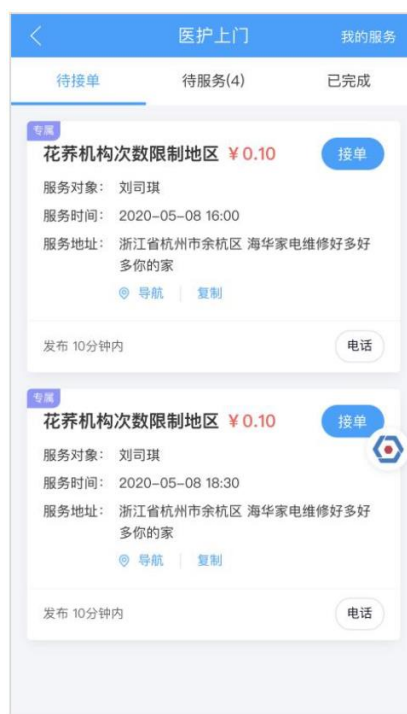 医护上门 我的服务
待接单 待服务(4) 已完成
专属
花荞机构次数限制地区 ¥0.10 接单
服务对象: 刘司琪
服务时间: 2020-05-08 16:00
服务地址: 浙江省杭州市余杭区 海华家电维修好多好
多你的家
导航 复制
发布 10分钟内 电话
专属
花荞机构次数限制地区 ¥0.10 接单
服务对象: 刘司琪
服务时间: 2020-05-08 18:30
服务地址: 浙江省杭州市余杭区 海华家电维修好多好
多你的家
导航 复制
发布 10分钟内 电话